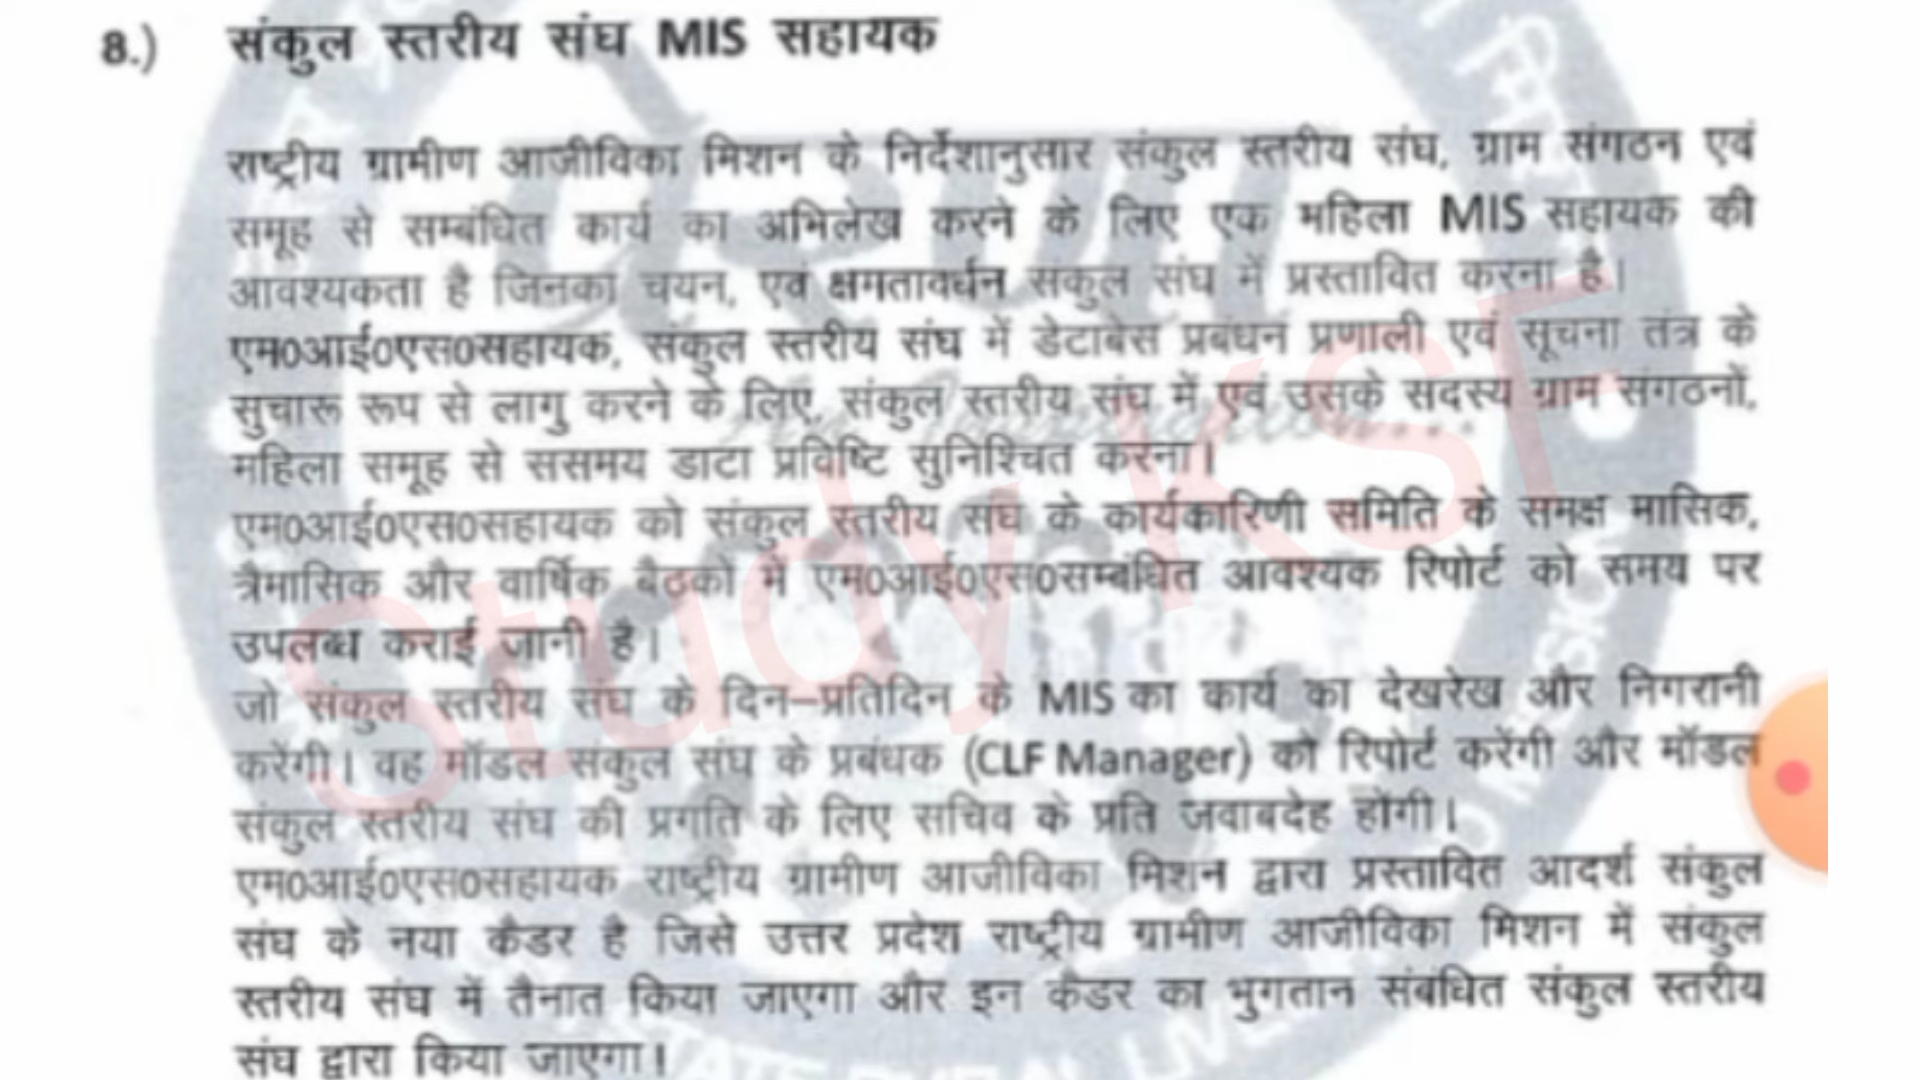 8.) संकुल स्तरीय संघ MIS सहायक
राष्ट्रीय ग्रामीण आजीविका मिशन के निर्देशानुसार संकुल स्तरीय संघ, ग्राम संगठन एवं
समूह से सम्बंधित कार्य का अभिलेख करने के लिए एक महिला MIS सहायक की
आवश्यकता है जिनका चयन, एवं क्षमतावर्धन संकुल संघ में प्रस्तावित करना है।
एम0आई0एस0सहायक, संकुल स्तरीय संघ में डेटाबेस प्रबंधन प्रणाली एवं सूचना तंत्र के
सुचारू रूप से लागु करने के लिए, संकुल स्तरीय संघ में एवं उसके सदस्य ग्राम संगठनों,
महिला समूह से ससमय डाटा प्रविष्टि सुनिश्चित करना।
एम0आई0एस0सहायक को संकुल स्तरीय संघ के कार्यकारिणी समिति के समक्ष मासिक,
त्रैमासिक और वार्षिक बैठकों में एम0आई0एस0सम्बंधित आवश्यक रिपोर्ट को समय पर
उपलब्ध कराई जानी है।
जो संकुल स्तरीय संघ के दिन–प्रतिदिन के MIS का कार्य का देखरेख और निगरानी
करेंगी। वह मॉडल संकुल संघ के प्रबंधक (CLF Manager) को रिपोर्ट करेंगी और मॉडल
संकुल स्तरीय संघ की प्रगति के लिए सचिव के प्रति जवाबदेह होंगी।
एम0आई0एस0सहायक राष्ट्रीय ग्रामीण आजीविका मिशन द्वारा प्रस्तावित आदर्श संकुल
संघ के नया कैडर है जिसे उत्तर प्रदेश राष्ट्रीय ग्रामीण आजीविका मिशन में संकुल
स्तरीय संघ में तैनात किया जाएगा और इन कैडर का भुगतान संबंधित संकुल स्तरीय
संघ द्वारा किया जाएगा।
Study KSF